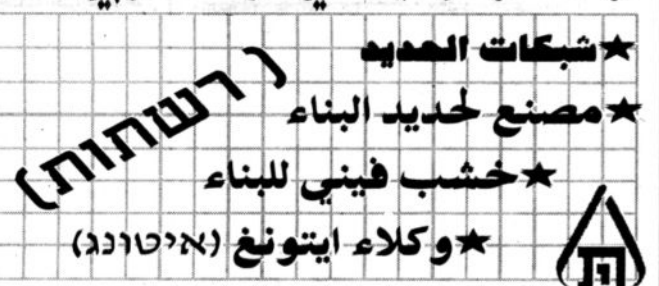 ★شبكات الحديد
(רשתות)
★مصنع لحديد البناء
★خشب فيني للبناء
★وكلاء ايتونغ (איטונג)